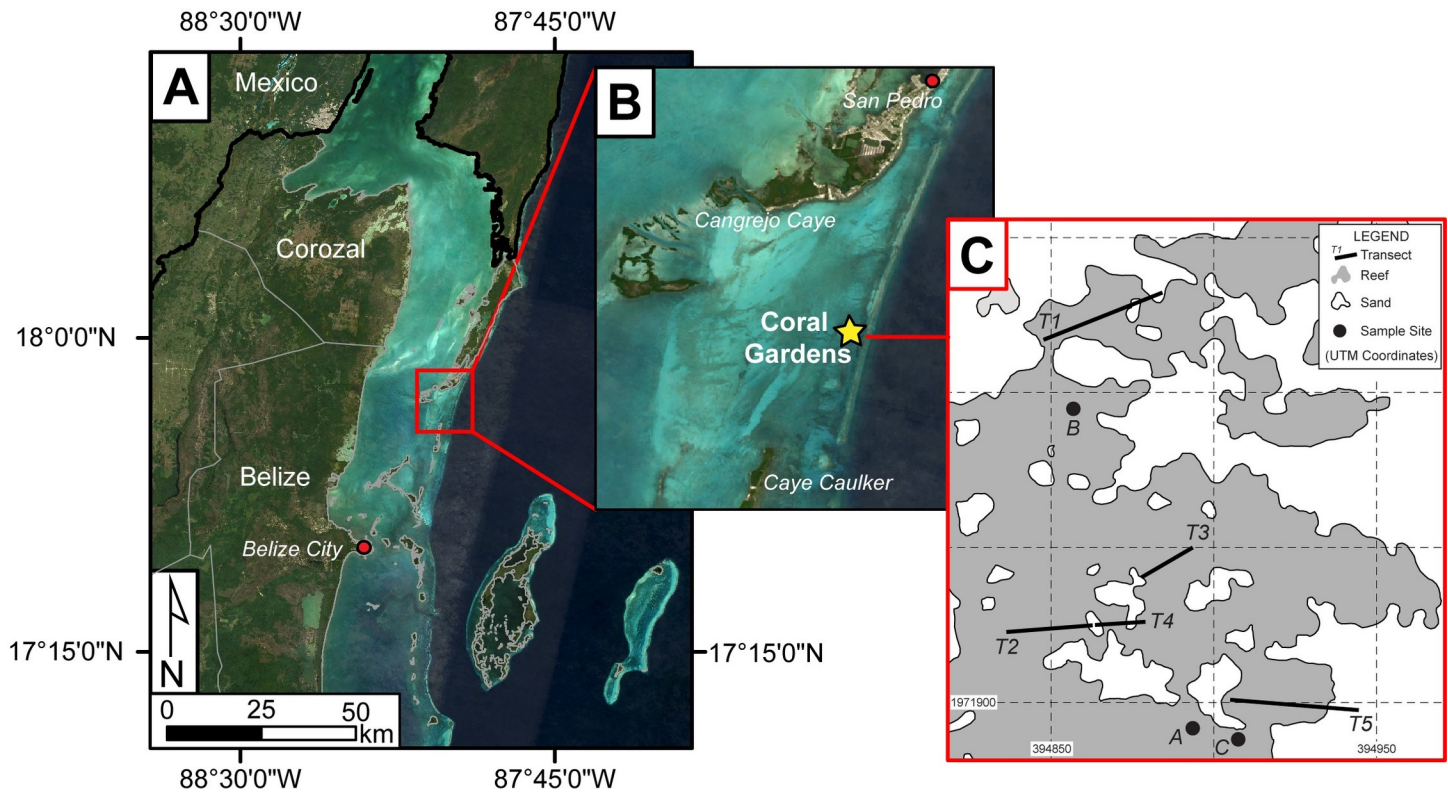 88°30'0"W
87°45'0"W
A
Mexico
Corozal
18°0'0"N
Belize
Belize City
N
17°15'0"N
17°15'0"N
0 25 50
km
88°30'0"W
87°45'0"W
B
San Pedro
Cangrejo Caye
Coral
Gardens
Caye Caulker
C
LEGEND
T1 Transect
Reef
Sand
Sample Site
(UTM Coordinates)
T1
B
T3
T2
T4
1971900
T5
A
C
394850
394950